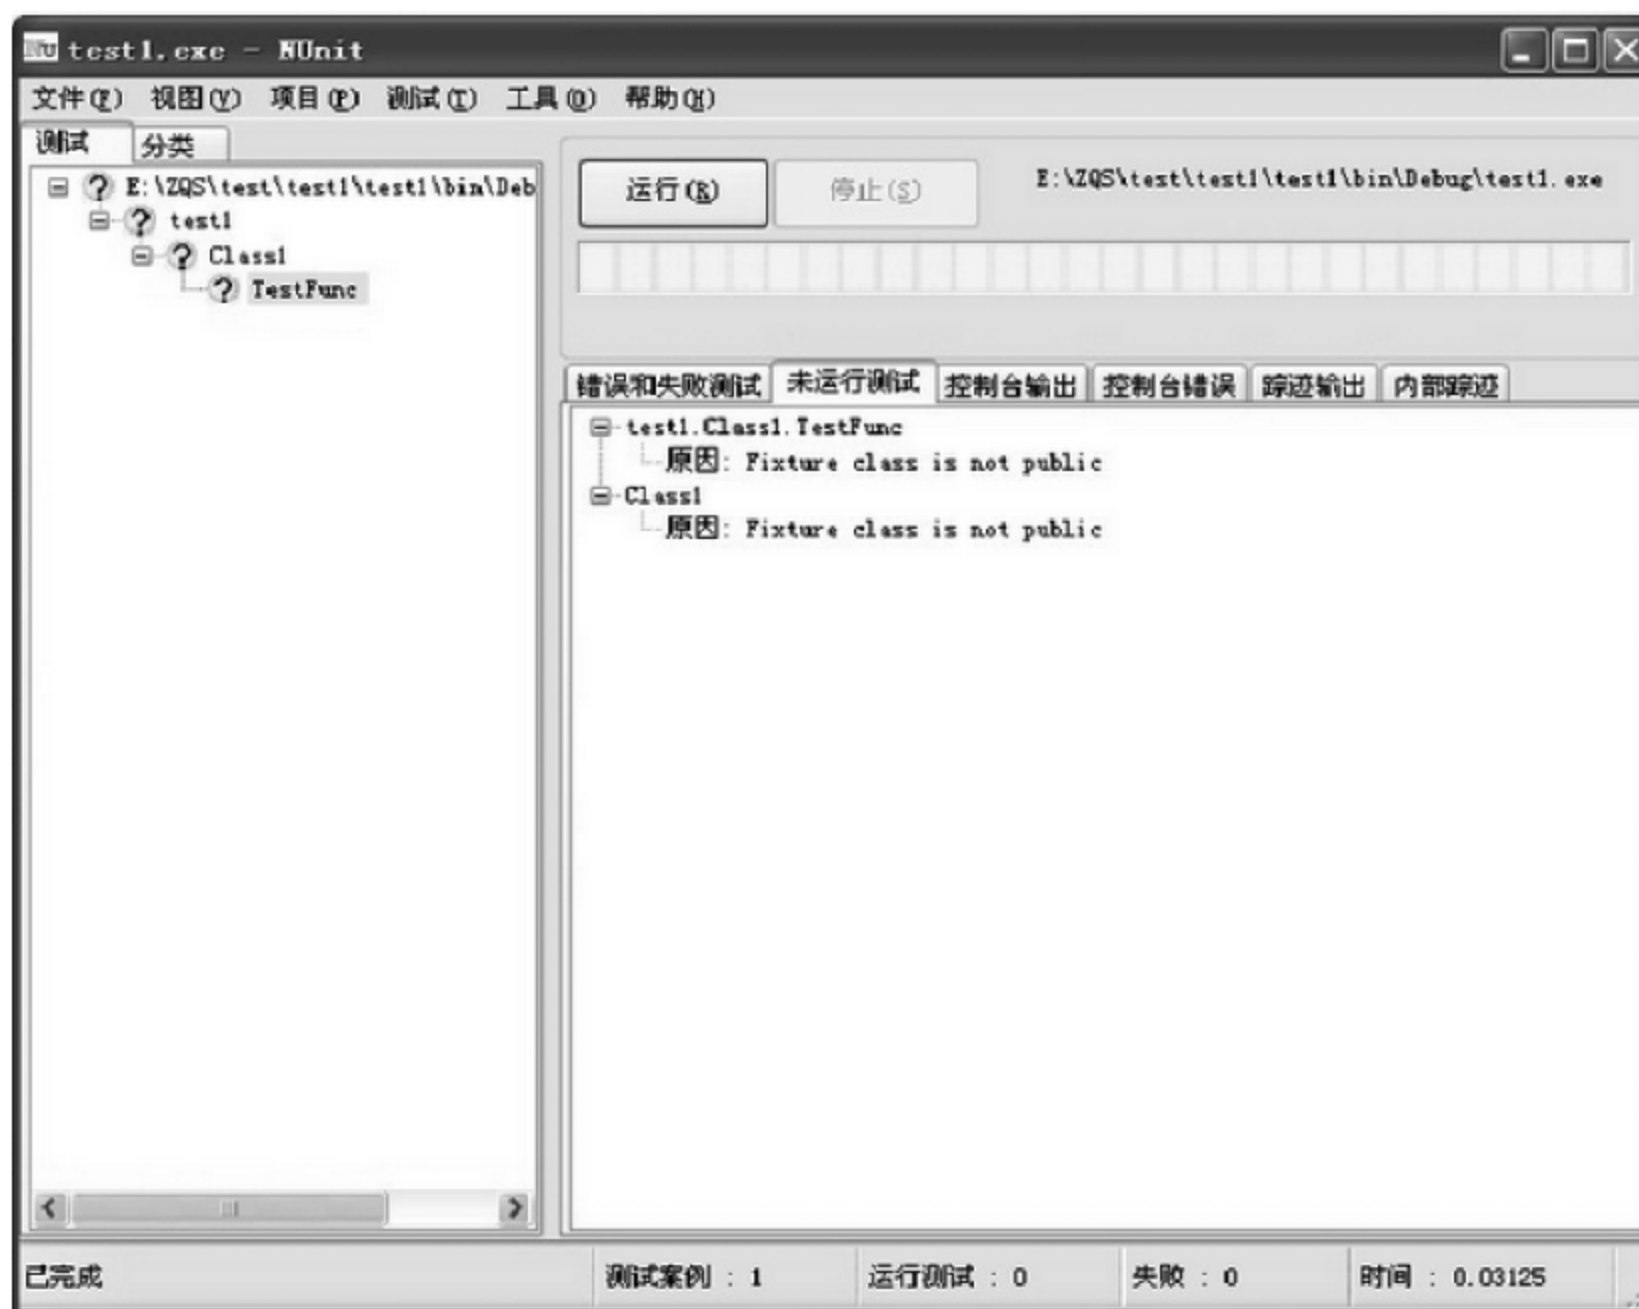 test1.exe - NUnit
文件(F) 视图(V) 项目(P) 测试(T) 工具(O) 帮助(H)
测试 分类
E:\ZQS\test\test1\test1\bin\Deb
test1
Class1
TestFunc
运行(R) 停止(S) E:\ZQS\test\test1\test1\bin\Debug\test1.exe
错误和失败测试 未运行测试 控制台输出 控制台错误 踪迹输出 内部踪迹
test1.Class1.TestFunc
原因: Fixture class is not public
Class1
原因: Fixture class is not public
已完成 测试案例 : 1 运行测试 : 0 失败 : 0 时间 : 0.03125